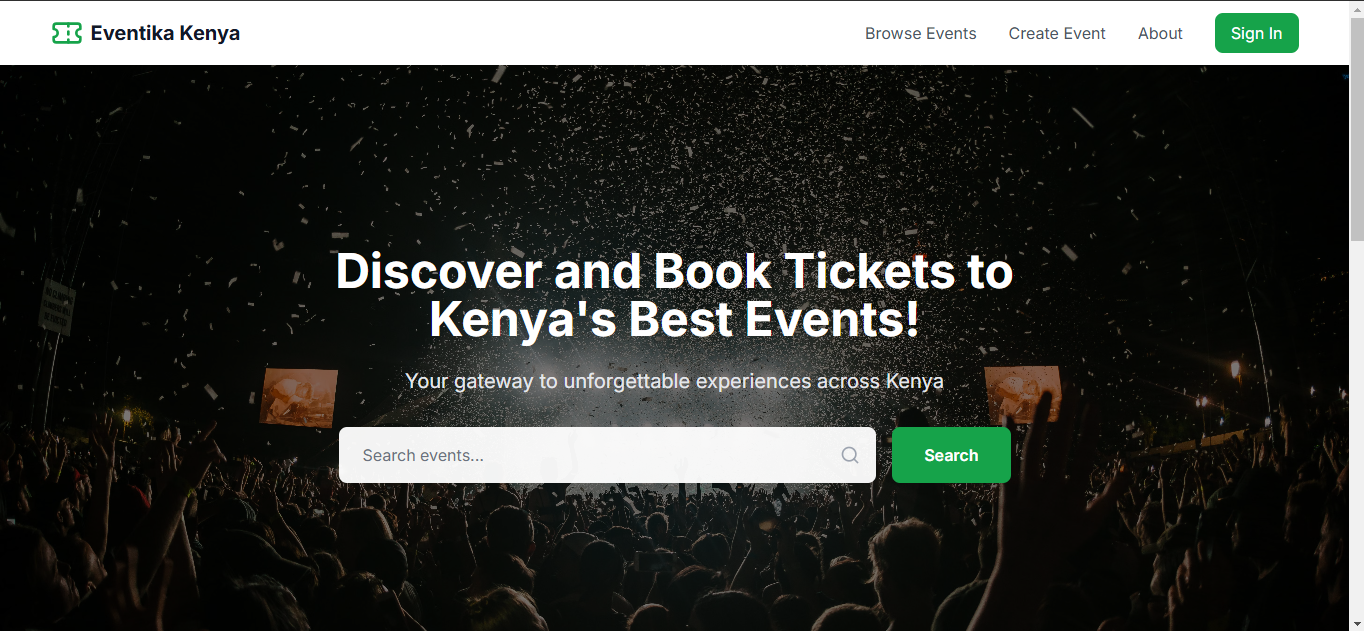 Eventika Kenya
Browse Events
Create Event
About
Sign In
Discover and Book Tickets to
Kenya's Best Events!
Your gateway to unforgettable experiences across Kenya
Search events...
Search